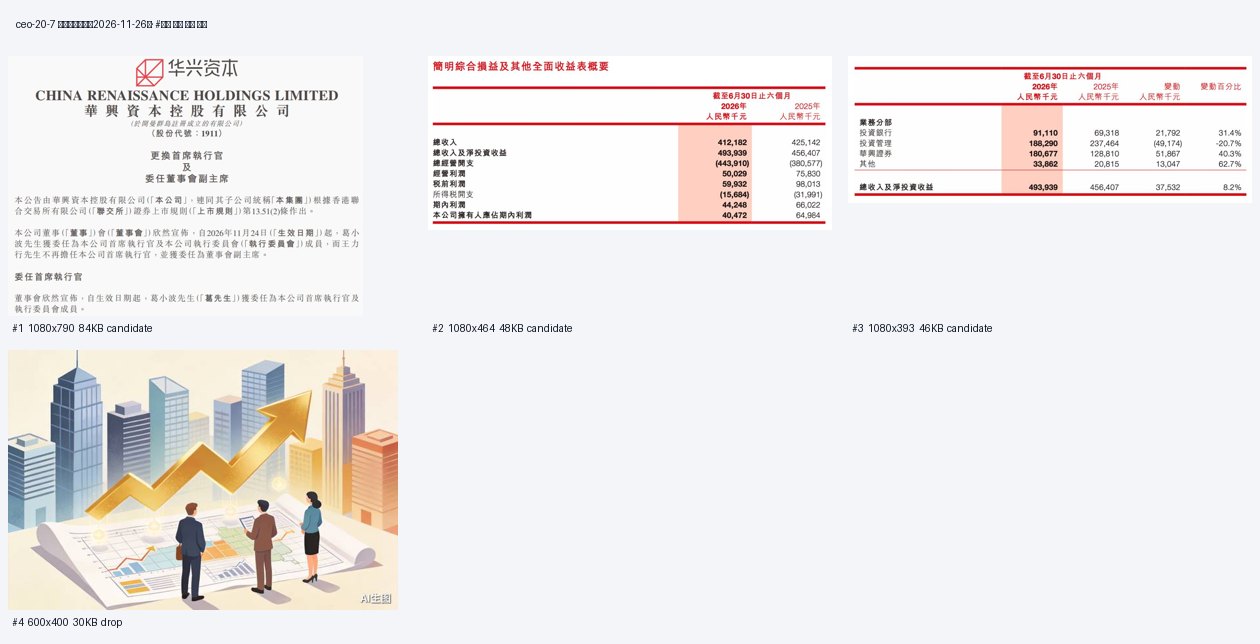 ceo-20-7 2026-11-26 #
华兴资本
CHINA RENAISSANCE HOLDINGS LIMITED
華興資本控股有限公司
(於開曼群島註冊成立的有限公司)
(股份代號：1911)
更換首席執行官
及
委任董事會副主席
本公告由華興資本控股有限公司(「本公司」，連同其子公司統稱「本集團」)根據香港聯
合交易所有限公司(「聯交所」)證券上市規則(「上市規則」)第13.51(2)條作出。
本公司董事(「董事」)會(「董事會」)欣然宣佈，自2026年11月24日(「生效日期」)起，葛小
波先生獲委任為本公司首席執行官及本公司執行委員會(「執行委員會」)成員，而王力
行先生不再擔任本公司首席執行官，並獲委任為董事會副主席。
委任首席執行官
董事會欣然宣佈，自生效日期起，葛小波先生(「葛先生」)獲委任為本公司首席執行官及
執行委員會成員。
#1 1080x790 84KB candidate
簡明綜合損益及其他全面收益表概要
截至6月30日止六個月
2026年 2025年
人民幣千元 人民幣千元
總收入 412,182 425,142
總收入及淨投資收益 493,939 456,407
總經營開支 (443,910) (380,577)
經營利潤 50,029 75,830
稅前利潤 59,932 98,013
所得稅開支 (15,684) (31,991)
期內利潤 44,248 66,022
本公司擁有人應佔期內利潤 40,472 64,984
#2 1080x464 48KB candidate
截至6月30日止六個月
2026年 2025年 變動 變動百分比
人民幣千元 人民幣千元 人民幣千元
業務分部
投資銀行 91,110 69,318 21,792 31.4%
投資管理 188,290 237,464 (49,174) -20.7%
華興證券 180,677 128,810 51,867 40.3%
其他 33,862 20,815 13,047 62.7%
總收入及淨投資收益 493,939 456,407 37,532 8.2%
#3 1080x393 46KB candidate
AI生图
#4 600x400 30KB drop